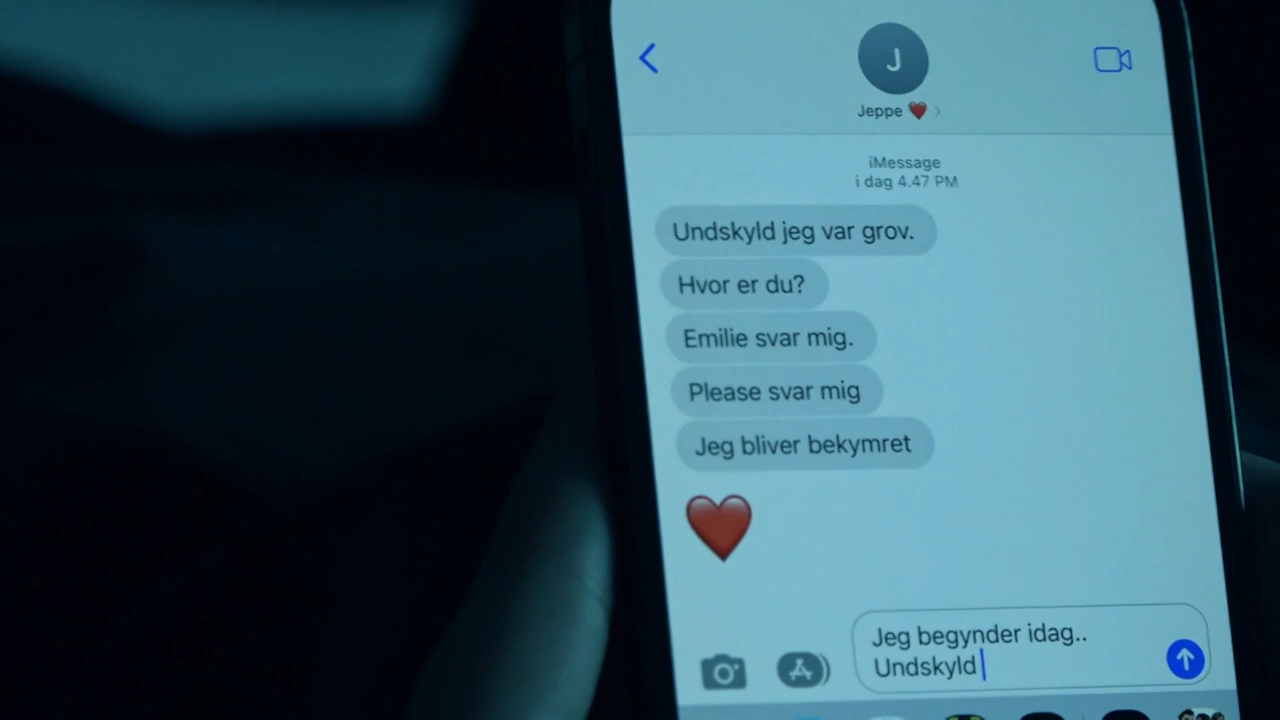 J
Jeppe ❤️ >
iMessage
i dag 4.47 PM
Undskyld jeg var grov.
Hvor er du?
Emilie svar mig.
Please svar mig
Jeg bliver bekymret
❤️
Jeg begynder idag..
Undskyld